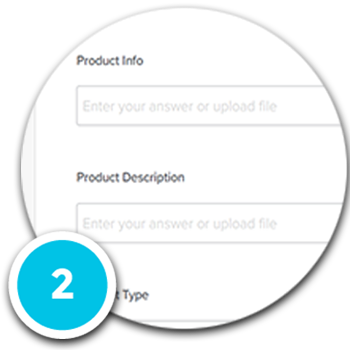 Product Info
Enter your answer or upload file
Product Description
Enter your answer or upload file
2
t Type